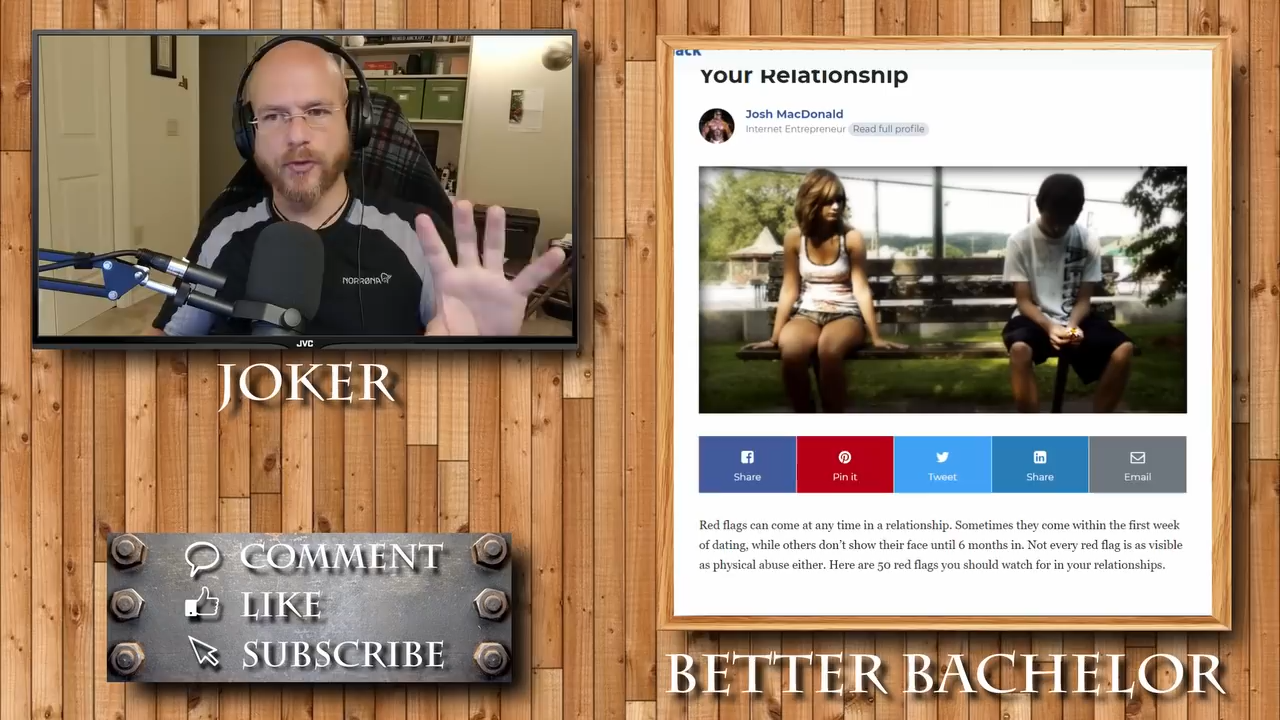 NORRØNA
JVC
JOKER
COMMENT
LIKE
SUBSCRIBE
ack
Your Relationship
Josh MacDonald
Internet Entrepreneur Read full profile
Share
Pin it
Tweet
Share
Email
Red flags can come at any time in a relationship. Sometimes they come within the first week
of dating, while others don't show their face until 6 months in. Not every red flag is as visible
as physical abuse either. Here are 50 red flags you should watch for in your relationships.
BETTER BACHELOR